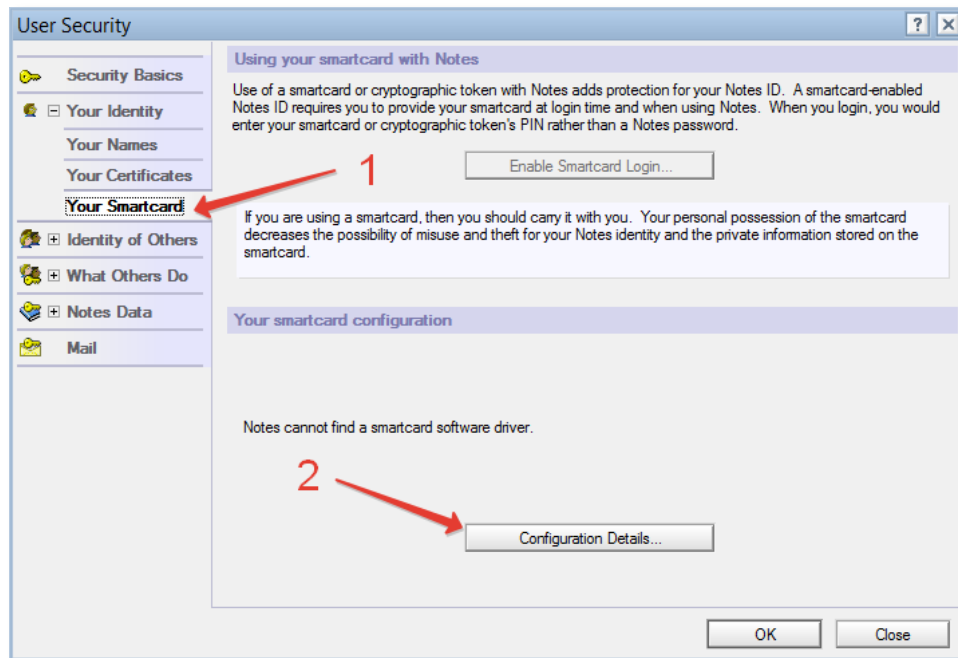 User Security
Security Basics
Your Identity
Your Names
Your Certificates
Your Smartcard
Identity of Others
What Others Do
Notes Data
Mail
Using your smartcard with Notes
Use of a smartcard or cryptographic token with Notes adds protection for your Notes ID. A smartcard-enabled
Notes ID requires you to provide your smartcard at login time and when using Notes. When you login, you would
enter your smartcard or cryptographic token's PIN rather than a Notes password.
1
Enable Smartcard Login...
If you are using a smartcard, then you should carry it with you. Your personal possession of the smartcard
decreases the possibility of misuse and theft for your Notes identity and the private information stored on the
smartcard.
Your smartcard configuration
Notes cannot find a smartcard software driver.
2
Configuration Details...
OK
Close